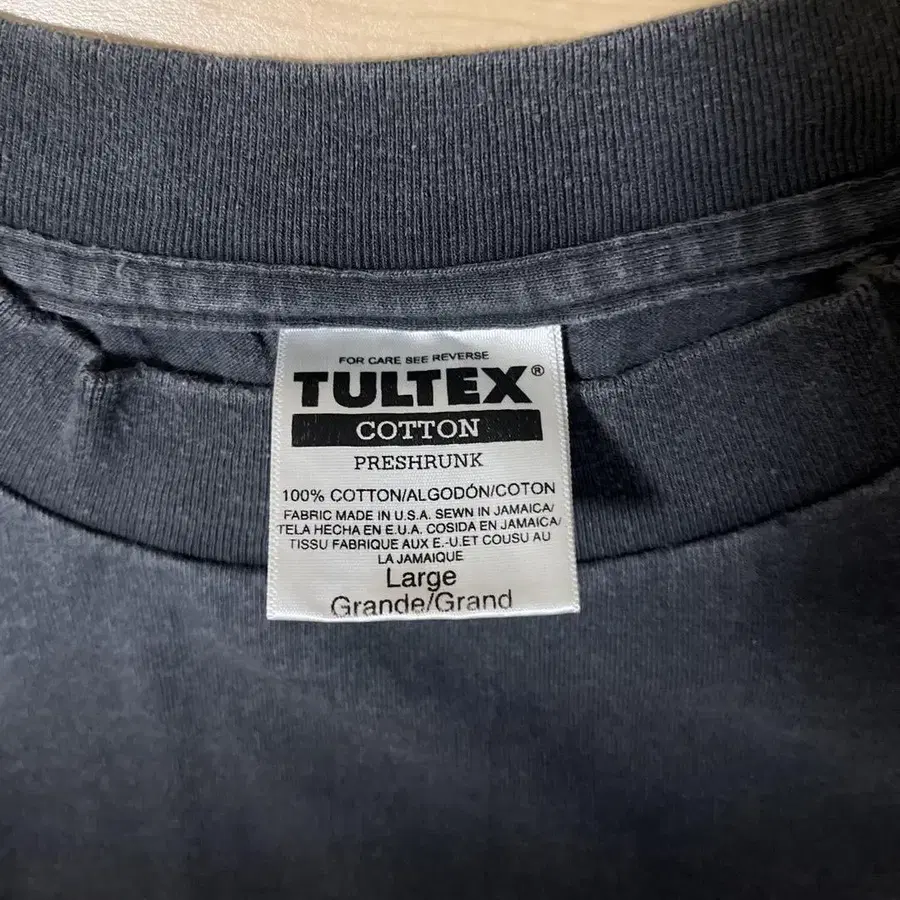 FOR CARE SEE REVERSE
TULTEX®
COTTON
PRESHRUNK
100% COTTON/ALGODÓN/COTON
FABRIC MADE IN U.S.A. SEWN IN JAMAICA/
TELA HECHA EN E.U.A. COSIDA EN JAMAICA/
TISSU FABRIQUE AUX E.-U.ET COUSU AU
LA JAMAIQUE
Large
Grande/Grand